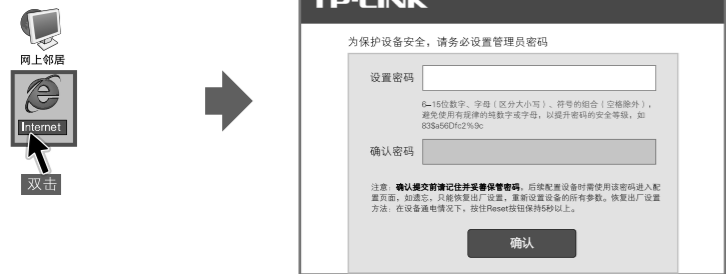 网上邻居
Internet
双击
TP-LINK
为保护设备安全，请务必设置管理员密码
设置密码
6–15位数字、字母（区分大小写）、符号的组合（空格除外），
避免使用有规律的纯数字或字母，以提升密码的安全等级，如
83$a56Dfc2%9c
确认密码
注意：确认提交前请记住并妥善保管密码，后续配置设备时需使用该密码进入配
置页面，如遗忘，只能恢复出厂设置，重新设置设备的所有参数。恢复出厂设置
方法：在设备通电情况下，按住Reset按钮保持5秒以上。
确认